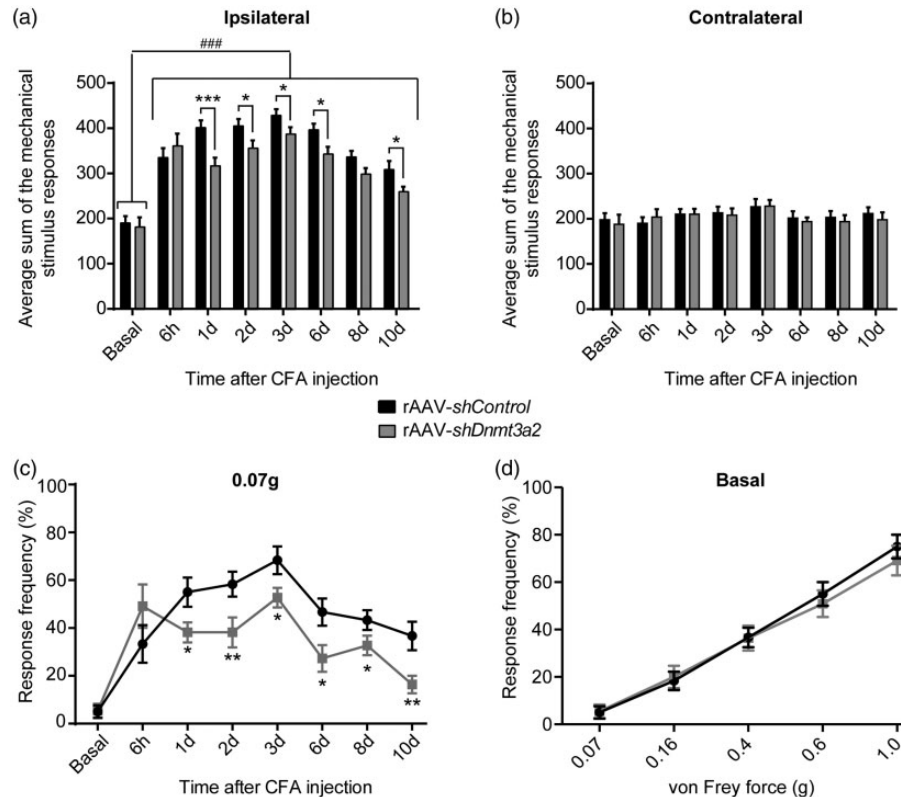 (a)
Ipsilateral
###
***
*
*
*
*
Average sum of the mechanical
stimulus responses
500
400
300
200
100
0
Basal
6h
1d
2d
3d
6d
8d
10d
Time after CFA injection
(b)
Contralateral
Average sum of the mechanical
stimulus responses
500
400
300
200
100
0
Basal
6h
1d
2d
3d
6d
8d
10d
Time after CFA injection
rAAV-shControl
rAAV-shDnmt3a2
(c)
0.07g
Response frequency (%)
100
80
60
40
20
0
*
**
*
*
*
**
Basal
6h
1d
2d
3d
6d
8d
10d
Time after CFA injection
(d)
Basal
Response frequency (%)
100
80
60
40
20
0
0.07
0.16
0.4
0.6
1.0
von Frey force (g)